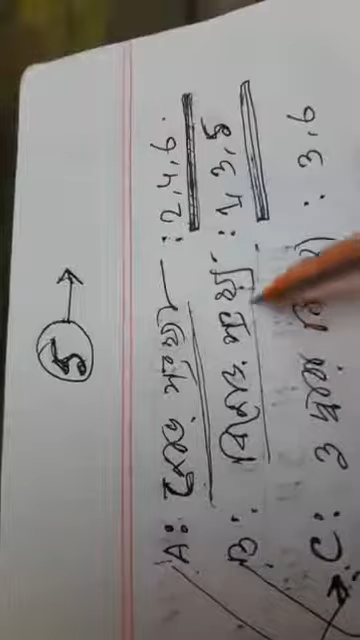 5 →
A: জোড় সংখ্যা : 2,4,6.
B: বিজোড় সংখ্যা : 1,3,5
C: 3 দ্বারা : 3,6